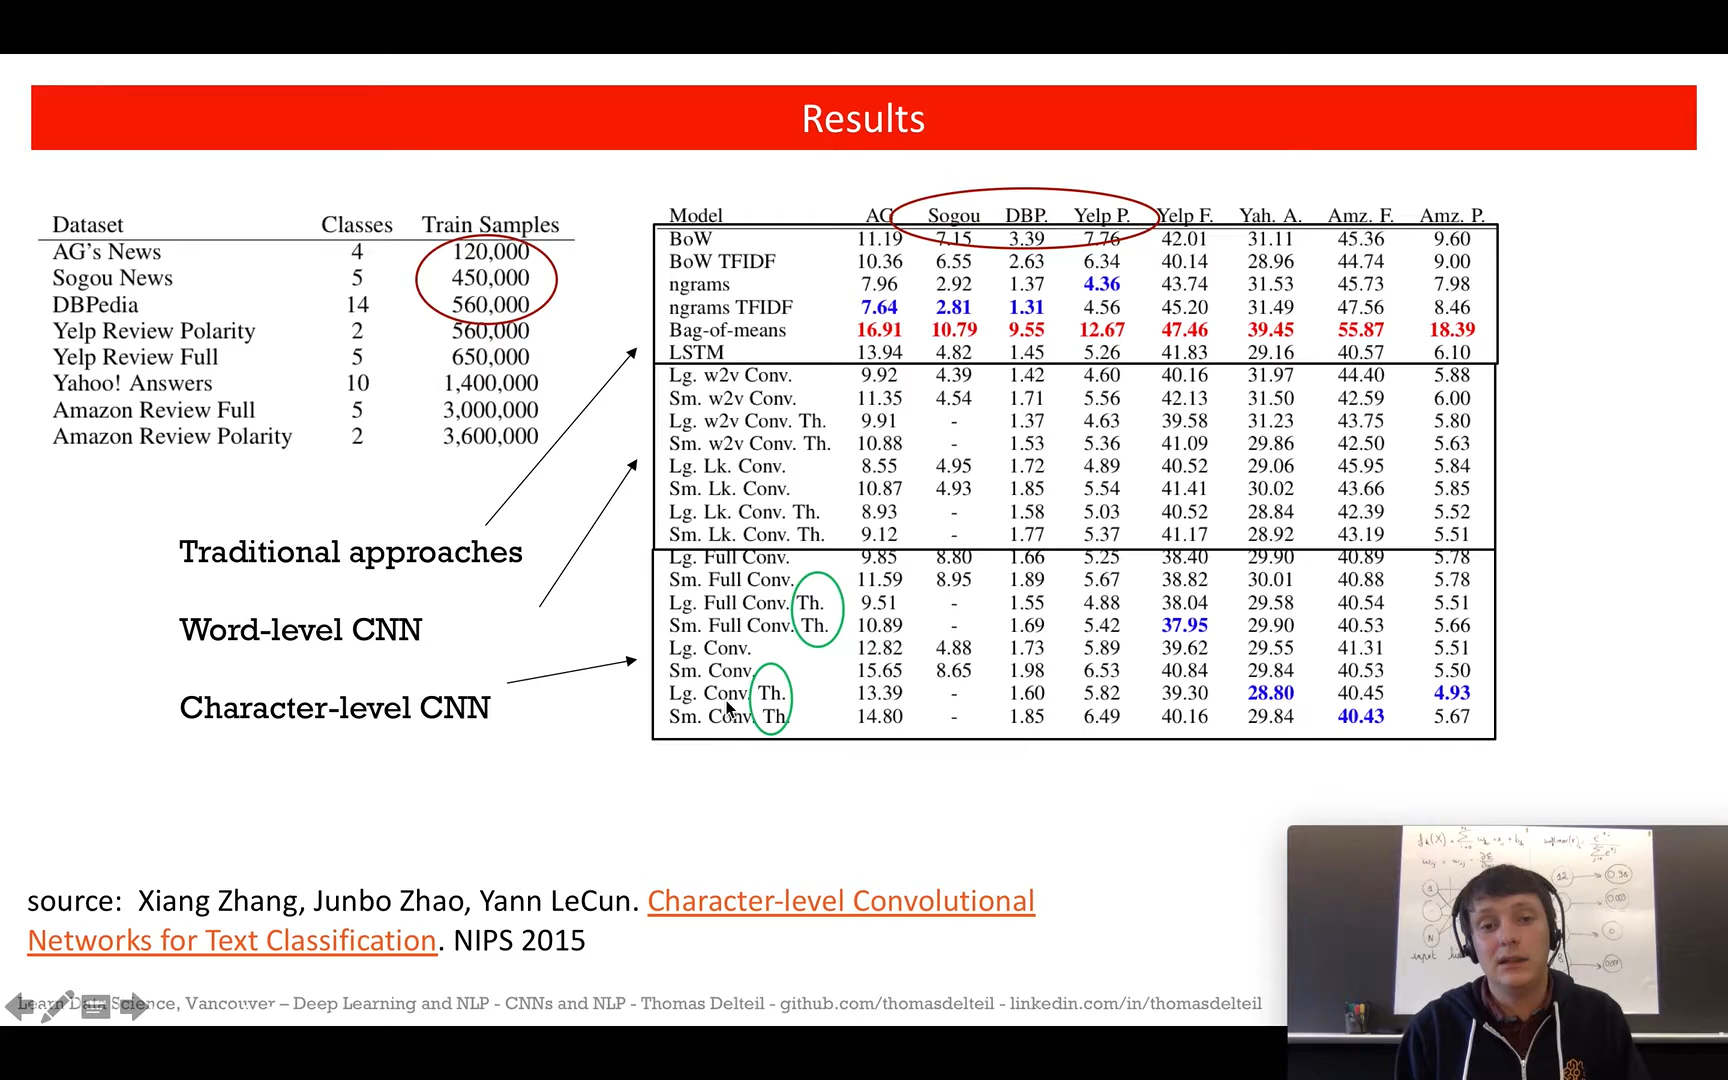 Results
Dataset Classes Train Samples
AG's News 4 120,000
Sogou News 5 450,000
DBPedia 14 560,000
Yelp Review Polarity 2 560,000
Yelp Review Full 5 650,000
Yahoo! Answers 10 1,400,000
Amazon Review Full 5 3,000,000
Amazon Review Polarity 2 3,600,000
Traditional approaches
Word-level CNN
Character-level CNN
Model AG Sogou DBP. Yelp P. Yelp F. Yah. A. Amz. F. Amz. P.
BoW 11.19 7.15 3.39 7.76 42.01 31.11 45.36 9.60
BoW TFIDF 10.36 6.55 2.63 6.34 40.14 28.96 44.74 9.00
ngrams 7.96 2.92 1.37 4.36 43.74 31.53 45.73 7.98
ngrams TFIDF 7.64 2.81 1.31 4.56 45.20 31.49 47.56 8.46
Bag-of-means 16.91 10.79 9.55 12.67 47.46 39.45 55.87 18.39
LSTM 13.94 4.82 1.45 5.26 41.83 29.16 40.57 6.10
Lg. w2v Conv. 9.92 4.39 1.42 4.60 40.16 31.97 44.40 5.88
Sm. w2v Conv. 11.35 4.54 1.71 5.56 42.13 31.50 42.59 6.00
Lg. w2v Conv. Th. 9.91 - 1.37 4.63 39.58 31.23 43.75 5.80
Sm. w2v Conv. Th. 10.88 - 1.53 5.36 41.09 29.86 42.50 5.63
Lg. Lk. Conv. 8.55 4.95 1.72 4.89 40.52 29.06 45.95 5.84
Sm. Lk. Conv. 10.87 4.93 1.85 5.54 41.41 30.02 43.66 5.85
Lg. Lk. Conv. Th. 8.93 - 1.58 5.03 40.52 28.84 42.39 5.52
Sm. Lk. Conv. Th. 9.12 - 1.77 5.37 41.17 28.92 43.19 5.51
Lg. Full Conv. 9.85 8.80 1.66 5.25 38.40 29.90 40.89 5.78
Sm. Full Conv. 11.59 8.95 1.89 5.67 38.82 30.01 40.88 5.78
Lg. Full Conv. Th. 9.51 - 1.55 4.88 38.04 29.58 40.54 5.51
Sm. Full Conv. Th. 10.89 - 1.69 5.42 37.95 29.90 40.53 5.66
Lg. Conv. 12.82 4.88 1.73 5.89 39.62 29.55 41.31 5.51
Sm. Conv. 15.65 8.65 1.98 6.53 40.84 29.84 40.53 5.50
Lg. Conv. Th. 13.39 - 1.60 5.82 39.30 28.80 40.45 4.93
Sm. Conv. Th. 14.80 - 1.85 6.49 40.16 29.84 40.43 5.67
source: Xiang Zhang, Junbo Zhao, Yann LeCun. Character-level Convolutional
Networks for Text Classification. NIPS 2015
Learn Data Science, Vancouver – Deep Learning and NLP - CNNs and NLP - Thomas Delteil - github.com/thomasdelteil - linkedin.com/in/thomasdelteil
input